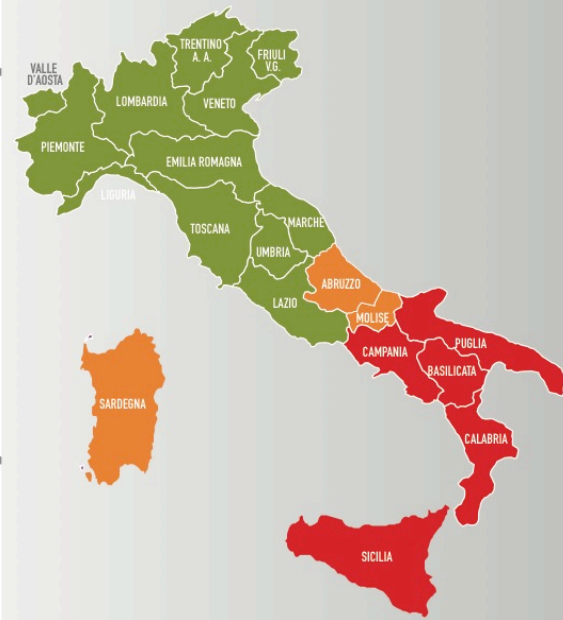 TRENTINO
A. A.
FRIULI
V.G.
VALLE
D'AOSTA
LOMBARDIA
VENETO
PIEMONTE
EMILIA ROMAGNA
LIGURIA
TOSCANA
MARCHE
UMBRIA
LAZIO
ABRUZZO
MOLISE
CAMPANIA
PUGLIA
BASILICATA
SARDEGNA
CALABRIA
SICILIA